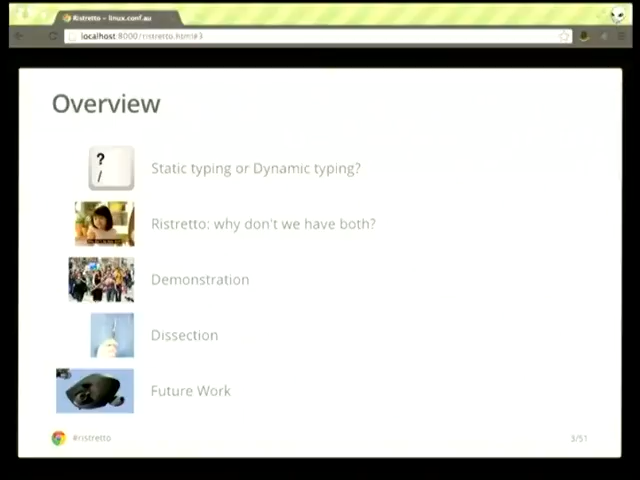 Ristretto – linux.conf.au
localhost:8000/ristretto.html#3
Overview
?
/
Static typing or Dynamic typing?
Ristretto: why don't we have both?
Demonstration
Dissection
Future Work
#ristretto
3/51